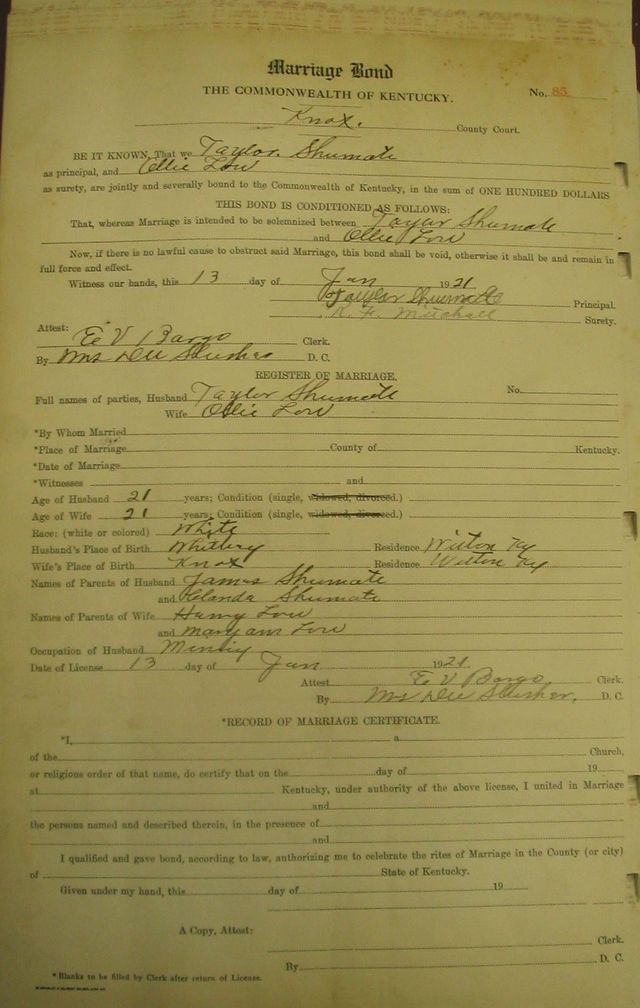 Marriage Bond
THE COMMONWEALTH OF KENTUCKY.
No. 85
Knox. County Court.
BE IT KNOWN, That we Taylor Shumate
as principal, and Ollie Low
as surety, are jointly and severally bound to the Commonwealth of Kentucky, in the sum of ONE HUNDRED DOLLARS
THIS BOND IS CONDITIONED AS FOLLOWS:
That, whereas Marriage is intended to be solemnized between Taylor Shumate
and Ollie Low
Now, if there is no lawful cause to obstruct said Marriage, this bond shall be void, otherwise it shall be and remain in
full force and effect.
Witness our hands, this 13 day of Jan 1921
Taylor Shumate Principal.
Surety.
Attest:
E V Bargo Clerk.
By Mrs Dee Slusher D. C.
REGISTER OF MARRIAGE.
Full names of parties, Husband Taylor Shumate No.
Wife Ollie Low
*By Whom Married
*Place of Marriage County of Kentucky.
*Date of Marriage
*Witnesses and
Age of Husband 21 years; Condition (single, widowed, divorced.)
Age of Wife 21 years; Condition (single, widowed, divorced.)
Race: (white or colored) White
Husband's Place of Birth Whitley Residence Wilton Ky
Wife's Place of Birth Knox Residence Wilton Ky
Names of Parents of Husband James Shumate
and Shumate
Names of Parents of Wife Low
and Maryann Low
Occupation of Husband Mining
Date of License 13 day of Jan 1921
Attest E V Bargo Clerk.
By Mrs Dee Slusher. D. C.
*RECORD OF MARRIAGE CERTIFICATE.
*I, a
of the Church,
or religious order of that name, do certify that on the day of 19
at Kentucky, under authority of the above license, I united in Marriage
and
the persons named and described therein, in the presence of
and
I qualified and gave bond, according to law, authorizing me to celebrate the rites of Marriage in the County (or city)
of State of Kentucky.
Given under my hand, this day of 19
A Copy, Attest:
Clerk.
By D. C.
*Blanks to be filled by Clerk after return of License.